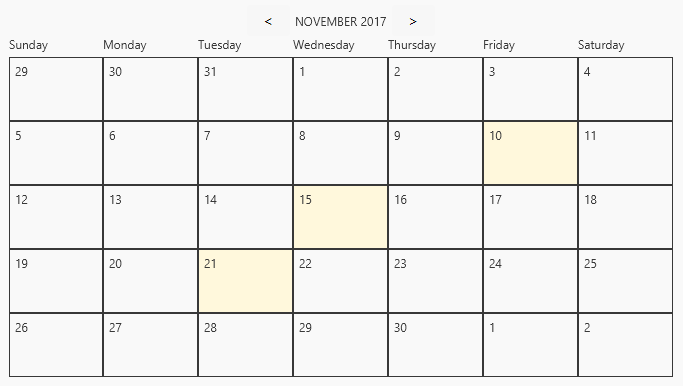 < NOVEMBER 2017 >
Sunday Monday Tuesday Wednesday Thursday Friday Saturday
29 30 31 1 2 3 4
5 6 7 8 9 10 11
12 13 14 15 16 17 18
19 20 21 22 23 24 25
26 27 28 29 30 1 2